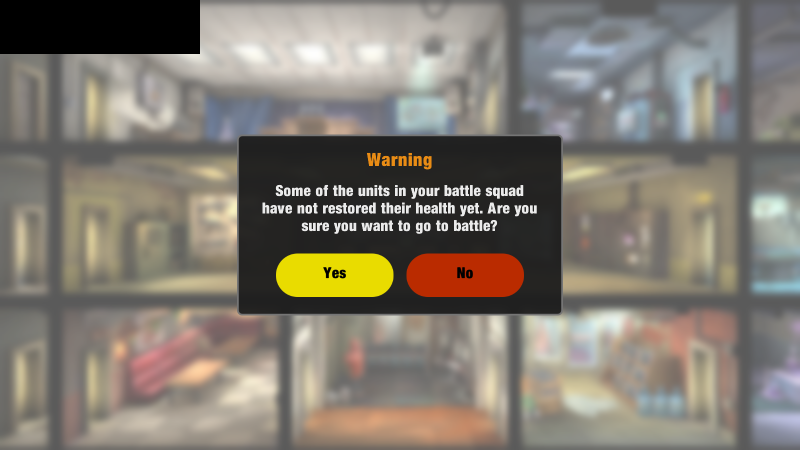 Warning
Some of the units in your battle squad
have not restored their health yet. Are you
sure you want to go to battle?
Yes
No